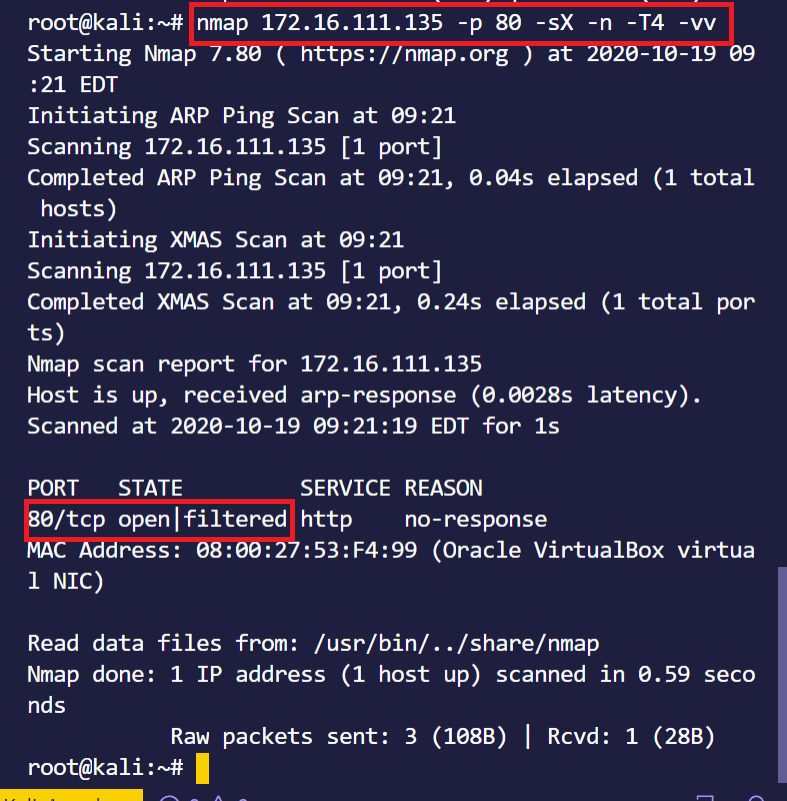 root@kali:~# nmap 172.16.111.135 -p 80 -sX -n -T4 -vv
Starting Nmap 7.80 ( https://nmap.org ) at 2020-10-19 09
:21 EDT
Initiating ARP Ping Scan at 09:21
Scanning 172.16.111.135 [1 port]
Completed ARP Ping Scan at 09:21, 0.04s elapsed (1 total
 hosts)
Initiating XMAS Scan at 09:21
Scanning 172.16.111.135 [1 port]
Completed XMAS Scan at 09:21, 0.24s elapsed (1 total por
ts)
Nmap scan report for 172.16.111.135
Host is up, received arp-response (0.0028s latency).
Scanned at 2020-10-19 09:21:19 EDT for 1s
PORT   STATE         SERVICE REASON
80/tcp open|filtered http    no-response
MAC Address: 08:00:27:53:F4:99 (Oracle VirtualBox virtua
l NIC)
Read data files from: /usr/bin/../share/nmap
Nmap done: 1 IP address (1 host up) scanned in 0.59 seco
nds
           Raw packets sent: 3 (108B) | Rcvd: 1 (28B)
root@kali:~#